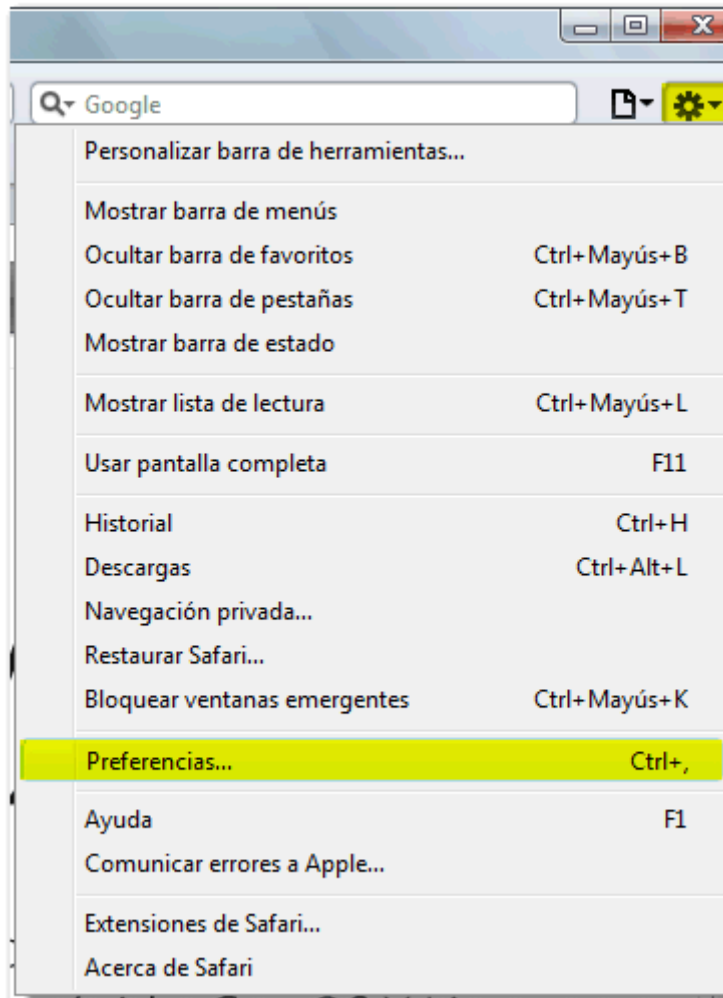 Google
Personalizar barra de herramientas...
Mostrar barra de menús
Ocultar barra de favoritos Ctrl+Mayús+B
Ocultar barra de pestañas Ctrl+Mayús+T
Mostrar barra de estado
Mostrar lista de lectura Ctrl+Mayús+L
Usar pantalla completa F11
Historial Ctrl+H
Descargas Ctrl+Alt+L
Navegación privada...
Restaurar Safari...
Bloquear ventanas emergentes Ctrl+Mayús+K
Preferencias... Ctrl+,
Ayuda F1
Comunicar errores a Apple...
Extensiones de Safari...
Acerca de Safari